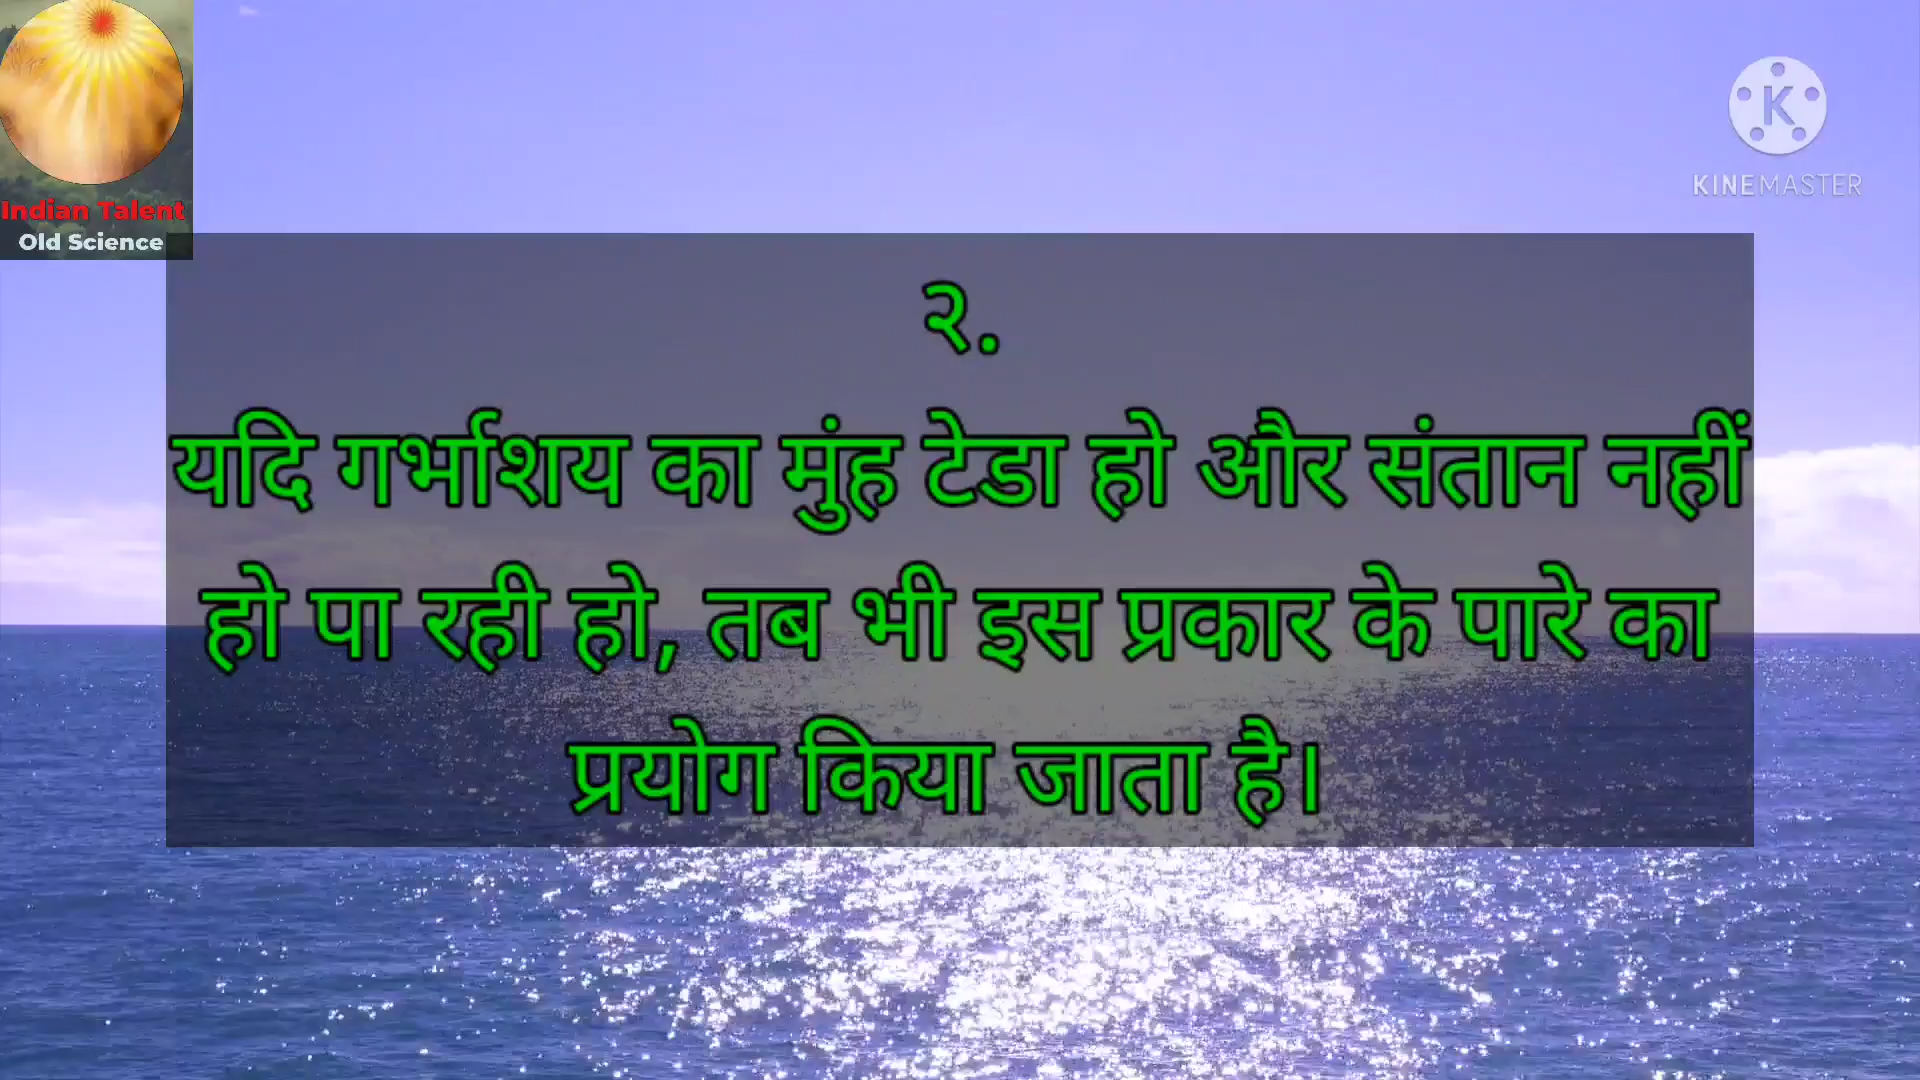 Indian Talent
Old Science
KINEMASTER
२.
यदि गर्भाशय का मुंह टेडा हो और संतान नहीं
हो पा रही हो, तब भी इस प्रकार के पारे का
प्रयोग किया जाता है।